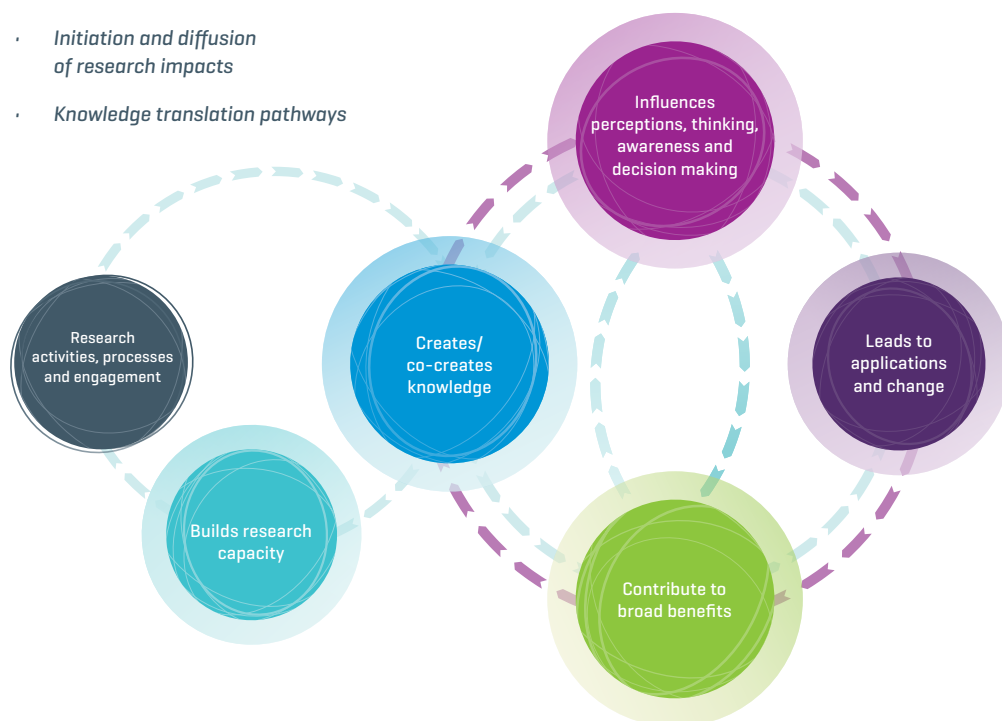 · Initiation and diffusion
of research impacts
· Knowledge translation pathways
Influences
perceptions, thinking,
awareness and
decision making
Research
activities, processes
and engagement
Creates/
co-creates
knowledge
Leads to
applications
and change
Builds research
capacity
Contribute to
broad benefits